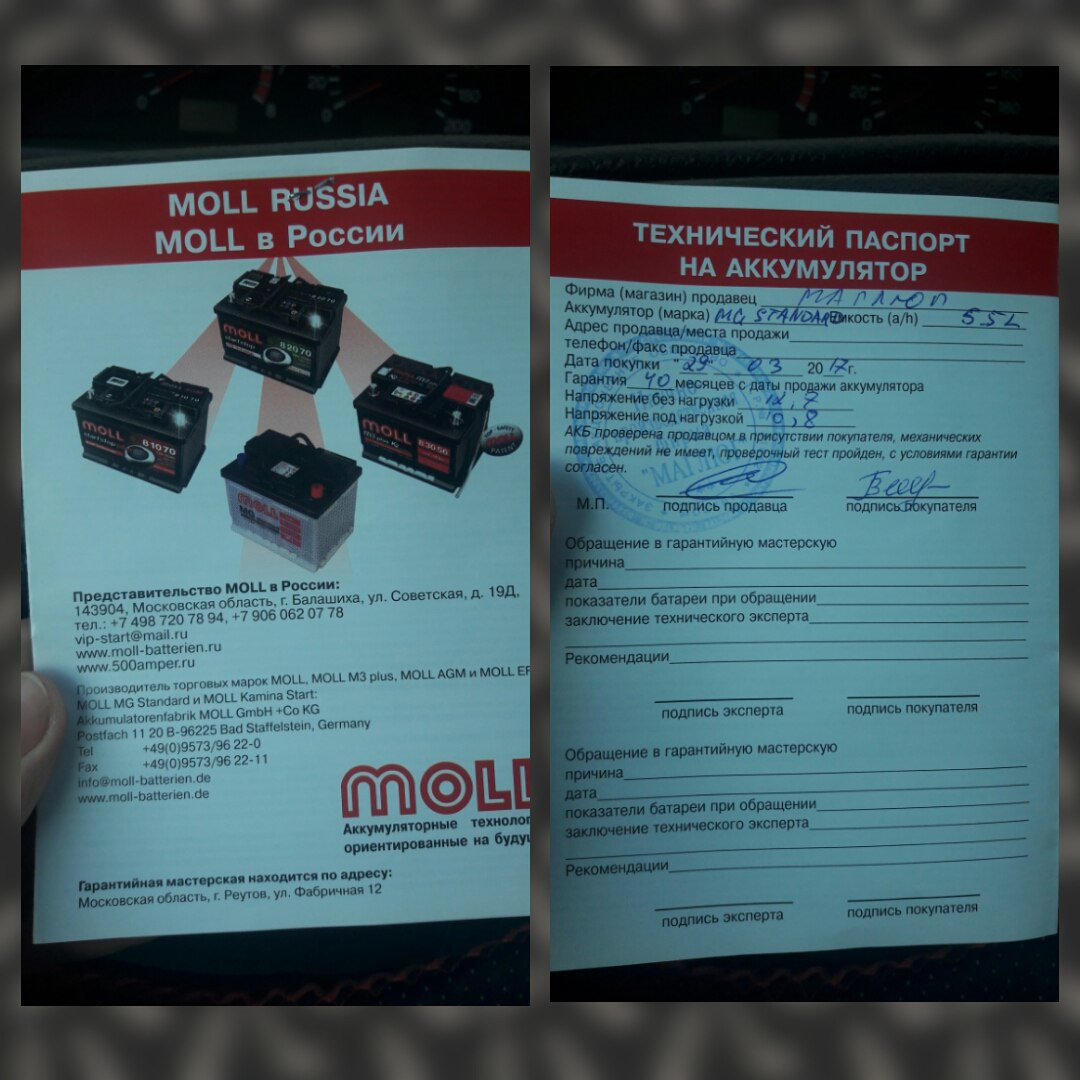 MOLL RUSSIA
MOLL в России
MOLL
82070
MOLL
81070
MOLL
83056
MOLL
MG
Представительство MOLL в России:
143904, Московская область, г. Балашиха, ул. Советская, д. 19Д,
тел.: +7 498 720 78 94, +7 906 062 07 78
vip-start@mail.ru
www.moll-batterien.ru
www.500amper.ru
Производитель торговых марок MOLL, MOLL M3 plus, MOLL AGM и MOLL EF
MOLL MG Standard и MOLL Kamina Start:
Akkumulatorenfabrik MOLL GmbH +Co KG
Postfach 11 20 B-96225 Bad Staffelstein, Germany
Tel +49(0)9573/96 22-0
Fax +49(0)9573/96 22-11
info@moll-batterien.de
www.moll-batterien.de
MOLL
Аккумуляторные технолог
ориентированные на будущ
Гарантийная мастерская находится по адресу:
Московская область, г. Реутов, ул. Фабричная 12
ТЕХНИЧЕСКИЙ ПАСПОРТ
НА АККУМУЛЯТОР
Фирма (магазин) продавец
Аккумулятор (марка) MG STANDARD Емкость (a/h) 55L
Адрес продавца/места продажи
телефон/факс продавца
Дата покупки "29" 03 2017г.
Гарантия 40 месяцев с даты продажи аккумулятора
Напряжение без нагрузки 12,7
Напряжение под нагрузкой
АКБ проверена продавцом в присутствии покупателя, механических
повреждений не имеет, проверочный тест пройден, с условиями гарантии
согласен.
М.П. подпись продавца подпись покупателя
Обращение в гарантийную мастерскую
причина
дата
показатели батареи при обращении
заключение технического эксперта
Рекомендации
подпись эксперта подпись покупателя
Обращение в гарантийную мастерскую
причина
дата
показатели батареи при обращении
заключение технического эксперта
Рекомендации
подпись эксперта подпись покупателя